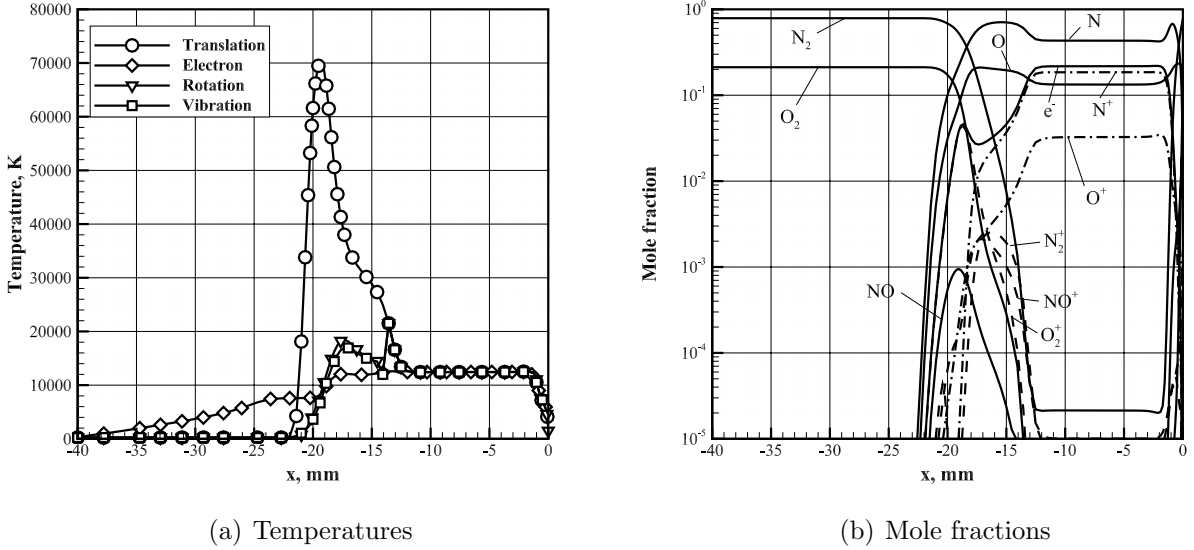 80000
70000
60000
50000
40000
30000
20000
10000
0
Temperature, K
Translation
Electron
Rotation
Vibration
-40 -35 -30 -25 -20 -15 -10 -5 0
x, mm
(a) Temperatures
10⁰
10⁻¹
10⁻²
10⁻³
10⁻⁴
10⁻⁵
Mole fraction
N₂
O₂
O
N
e⁻
N⁺
O⁺
N₂⁺
NO
NO⁺
O₂⁺
-40 -35 -30 -25 -20 -15 -10 -5 0
x, mm
(b) Mole fractions